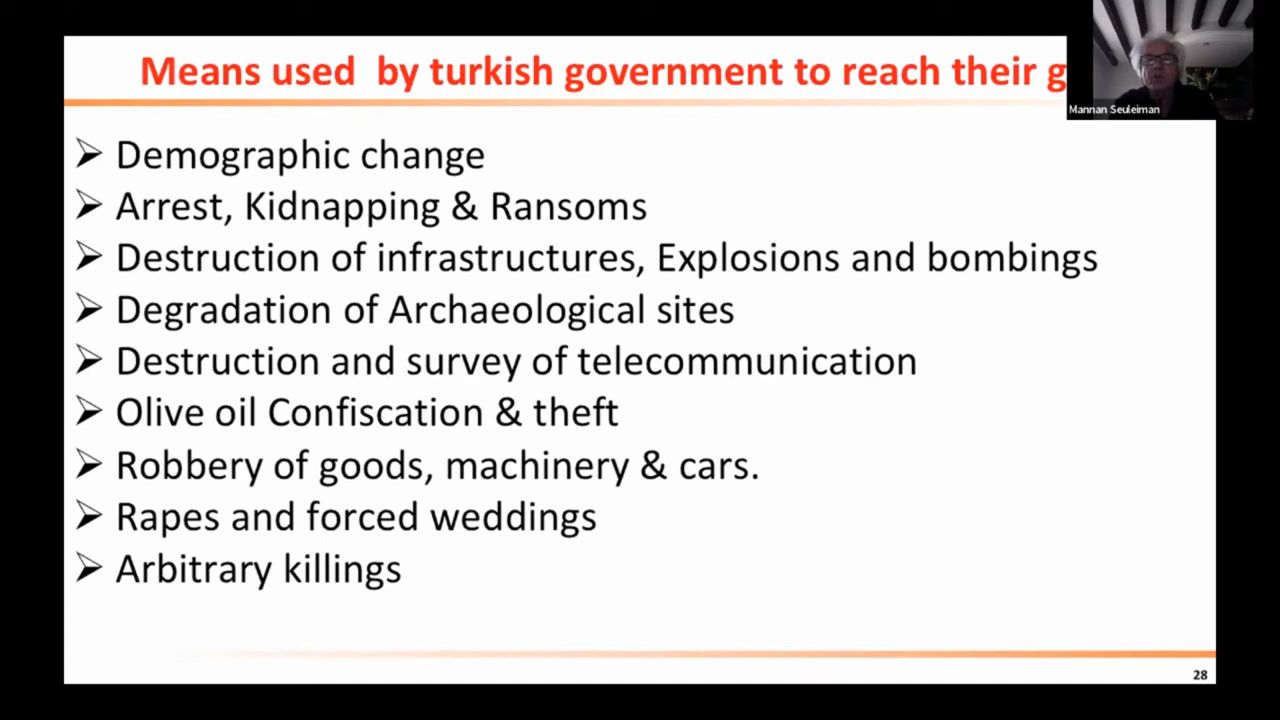 Means used by turkish government to reach their g
Mannan Seuleiman
Demographic change
Arrest, Kidnapping & Ransoms
Destruction of infrastructures, Explosions and bombings
Degradation of Archaeological sites
Destruction and survey of telecommunication
Olive oil Confiscation & theft
Robbery of goods, machinery & cars.
Rapes and forced weddings
Arbitrary killings
28